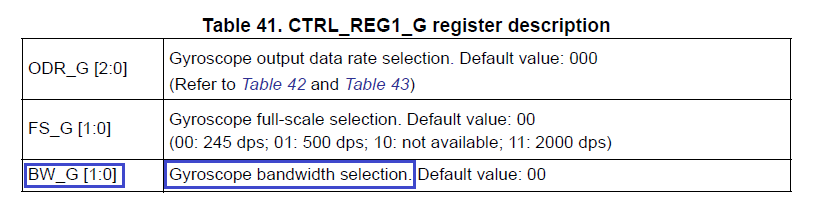 Table 41. CTRL_REG1_G register description
ODR_G [2:0]
Gyroscope output data rate selection. Default value: 000
(Refer to Table 42 and Table 43)
FS_G [1:0]
Gyroscope full-scale selection. Default value: 00
(00: 245 dps; 01: 500 dps; 10: not available; 11: 2000 dps)
BW_G [1:0]
Gyroscope bandwidth selection. Default value: 00